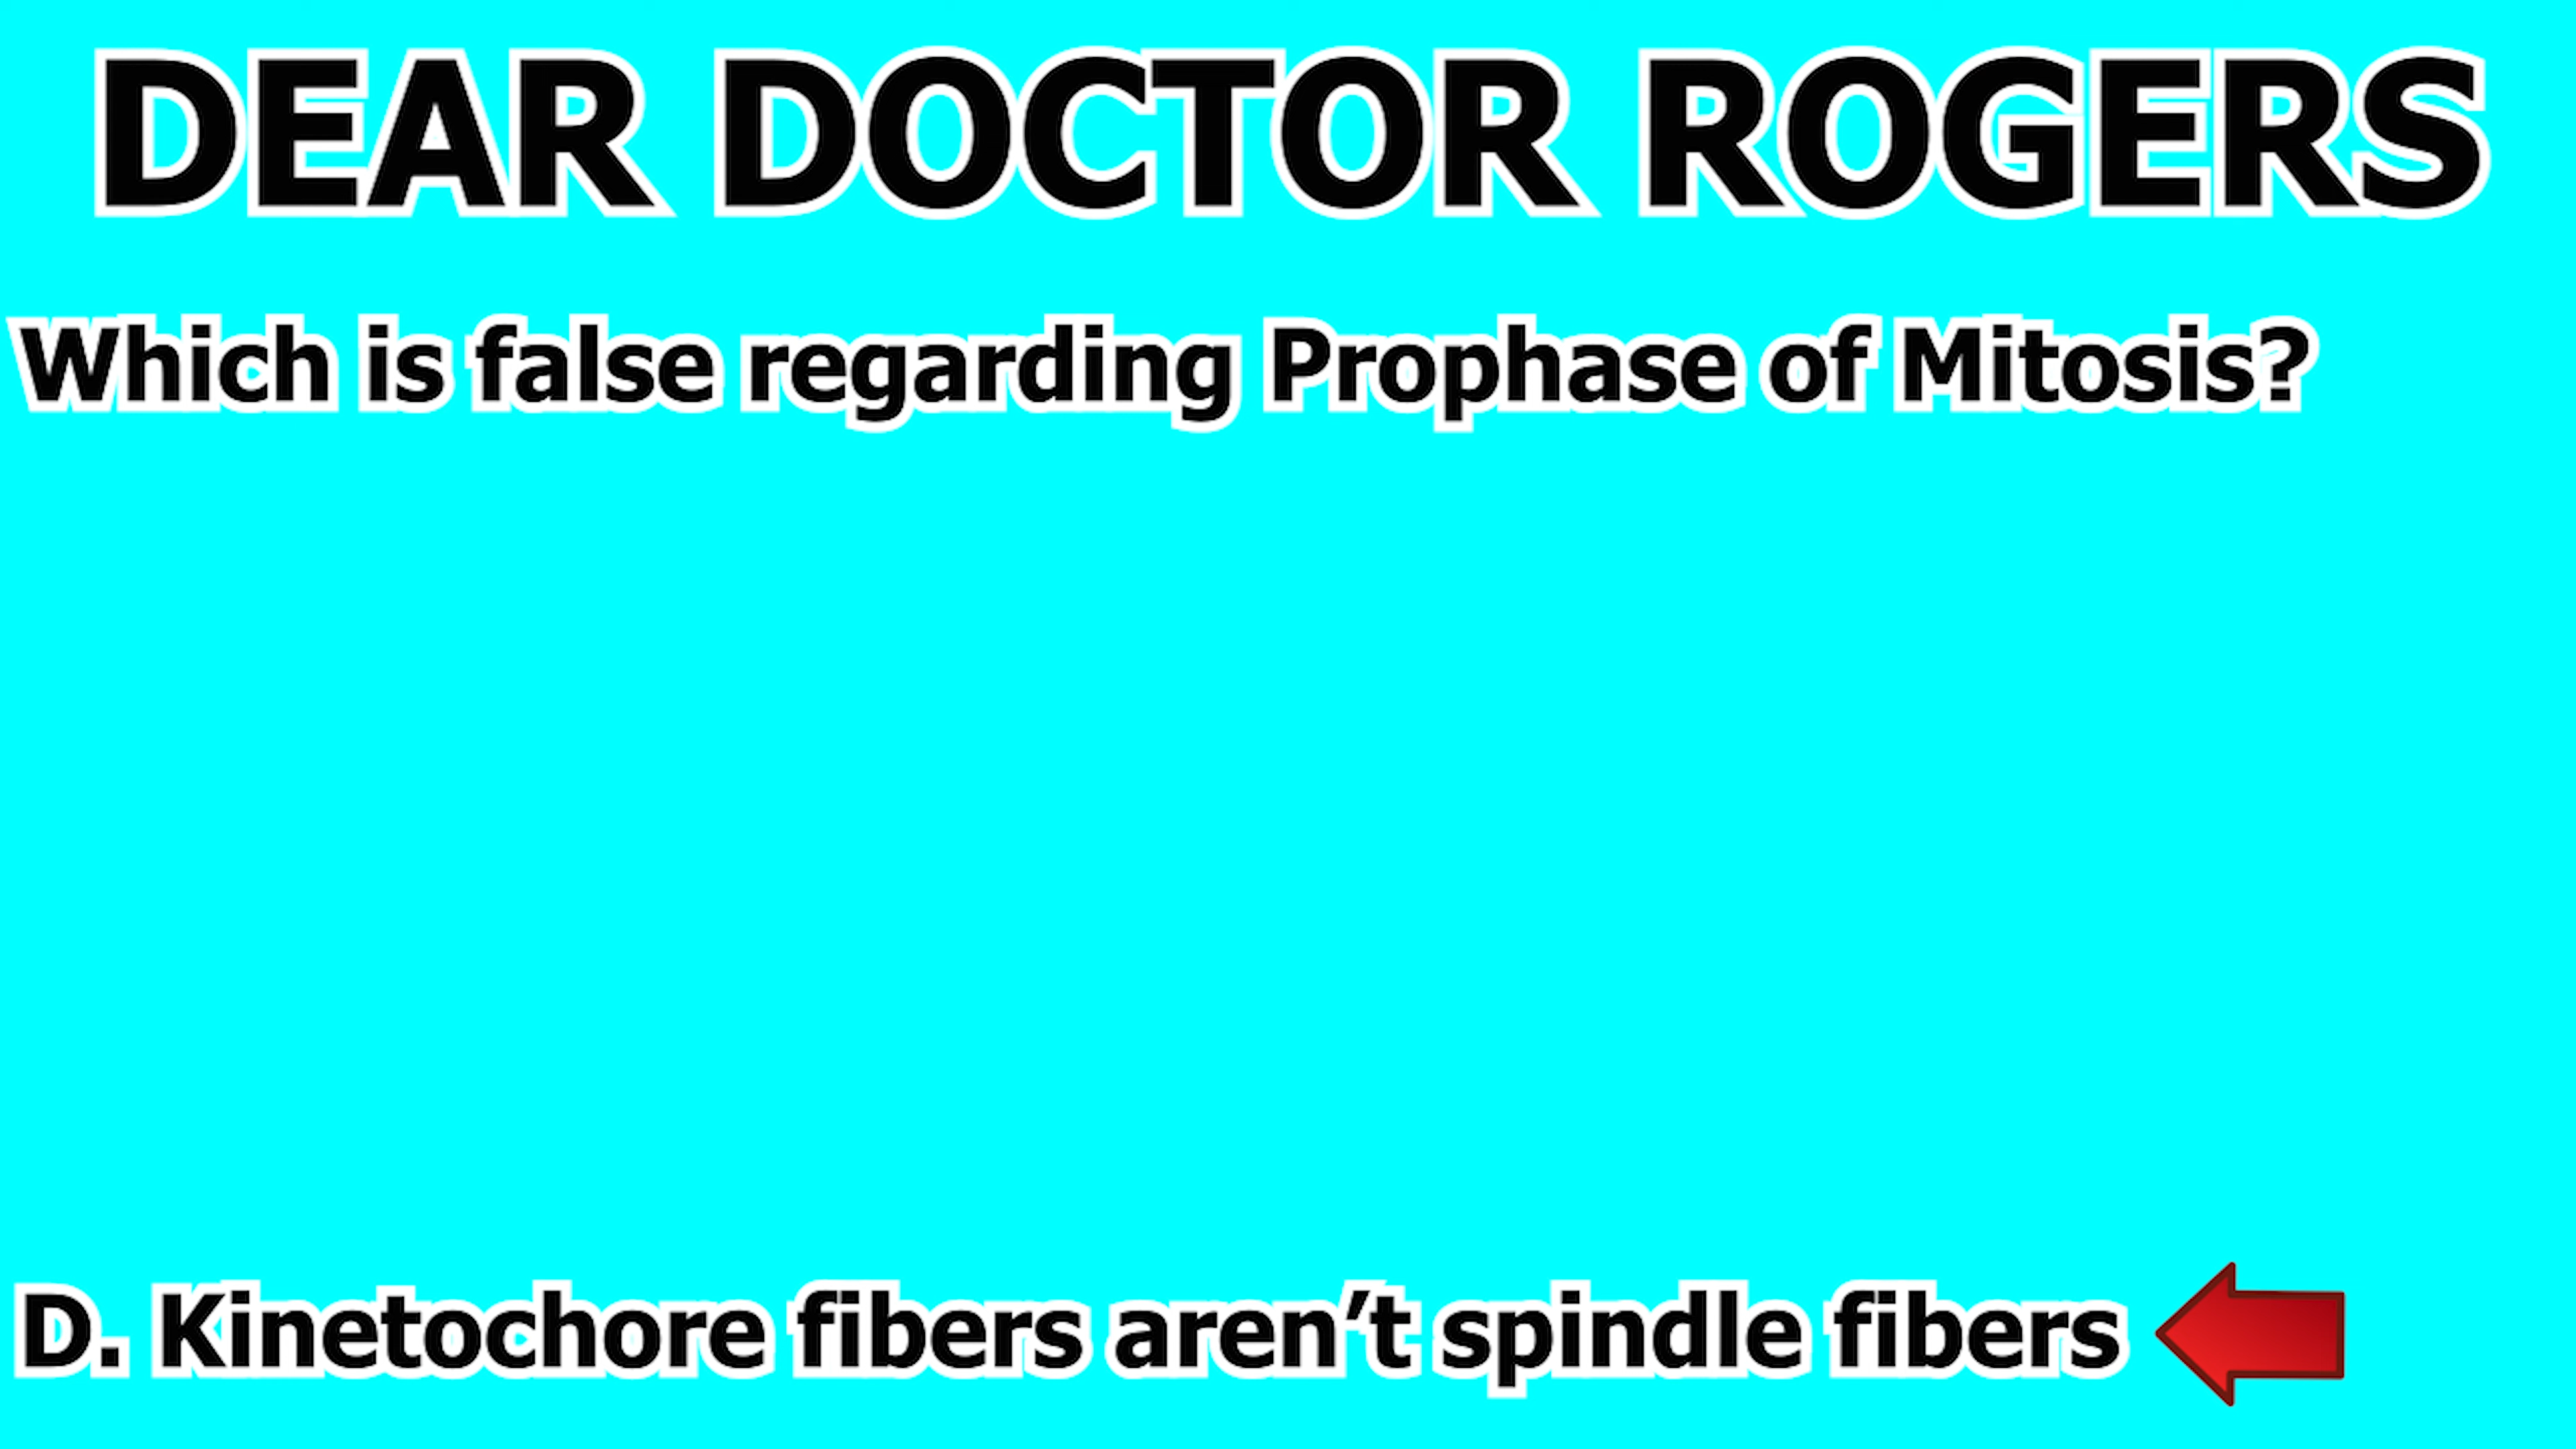 DEAR DOCTOR ROGERS
Which is false regarding Prophase of Mitosis?
D. Kinetochore fibers aren’t spindle fibers